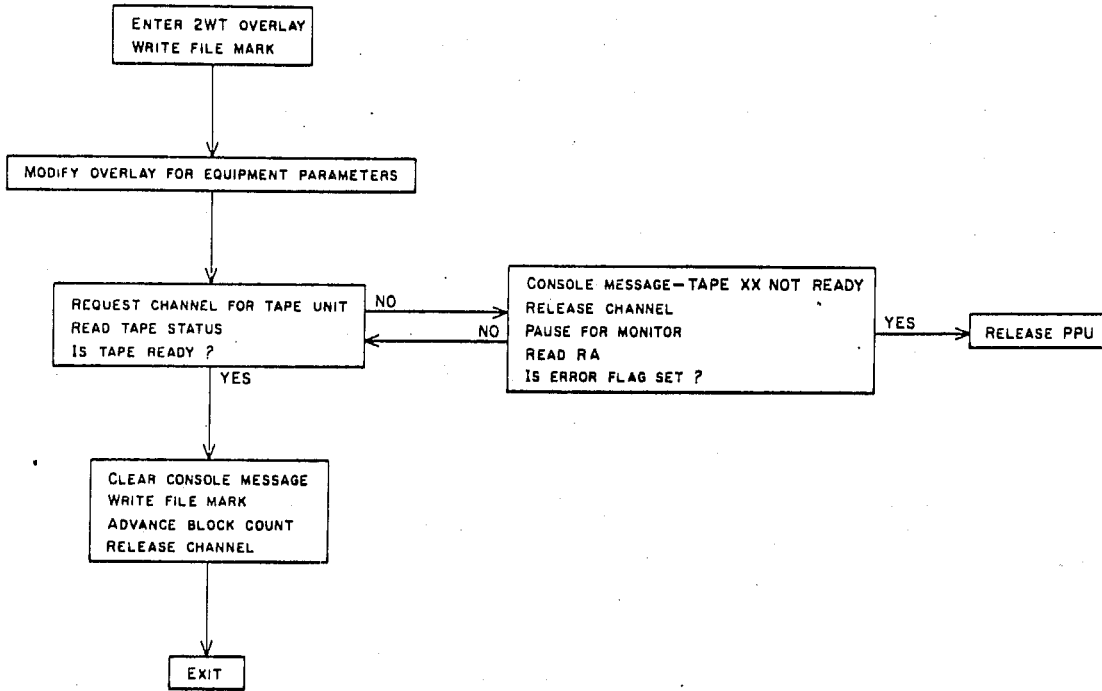 ENTER 2WT OVERLAY
WRITE FILE MARK
MODIFY OVERLAY FOR EQUIPMENT PARAMETERS
REQUEST CHANNEL FOR TAPE UNIT
READ TAPE STATUS
IS TAPE READY ?
NO
NO
CONSOLE MESSAGE—TAPE XX NOT READY
RELEASE CHANNEL
PAUSE FOR MONITOR
READ RA
IS ERROR FLAG SET ?
YES
RELEASE PPU
YES
CLEAR CONSOLE MESSAGE
WRITE FILE MARK
ADVANCE BLOCK COUNT
RELEASE CHANNEL
EXIT